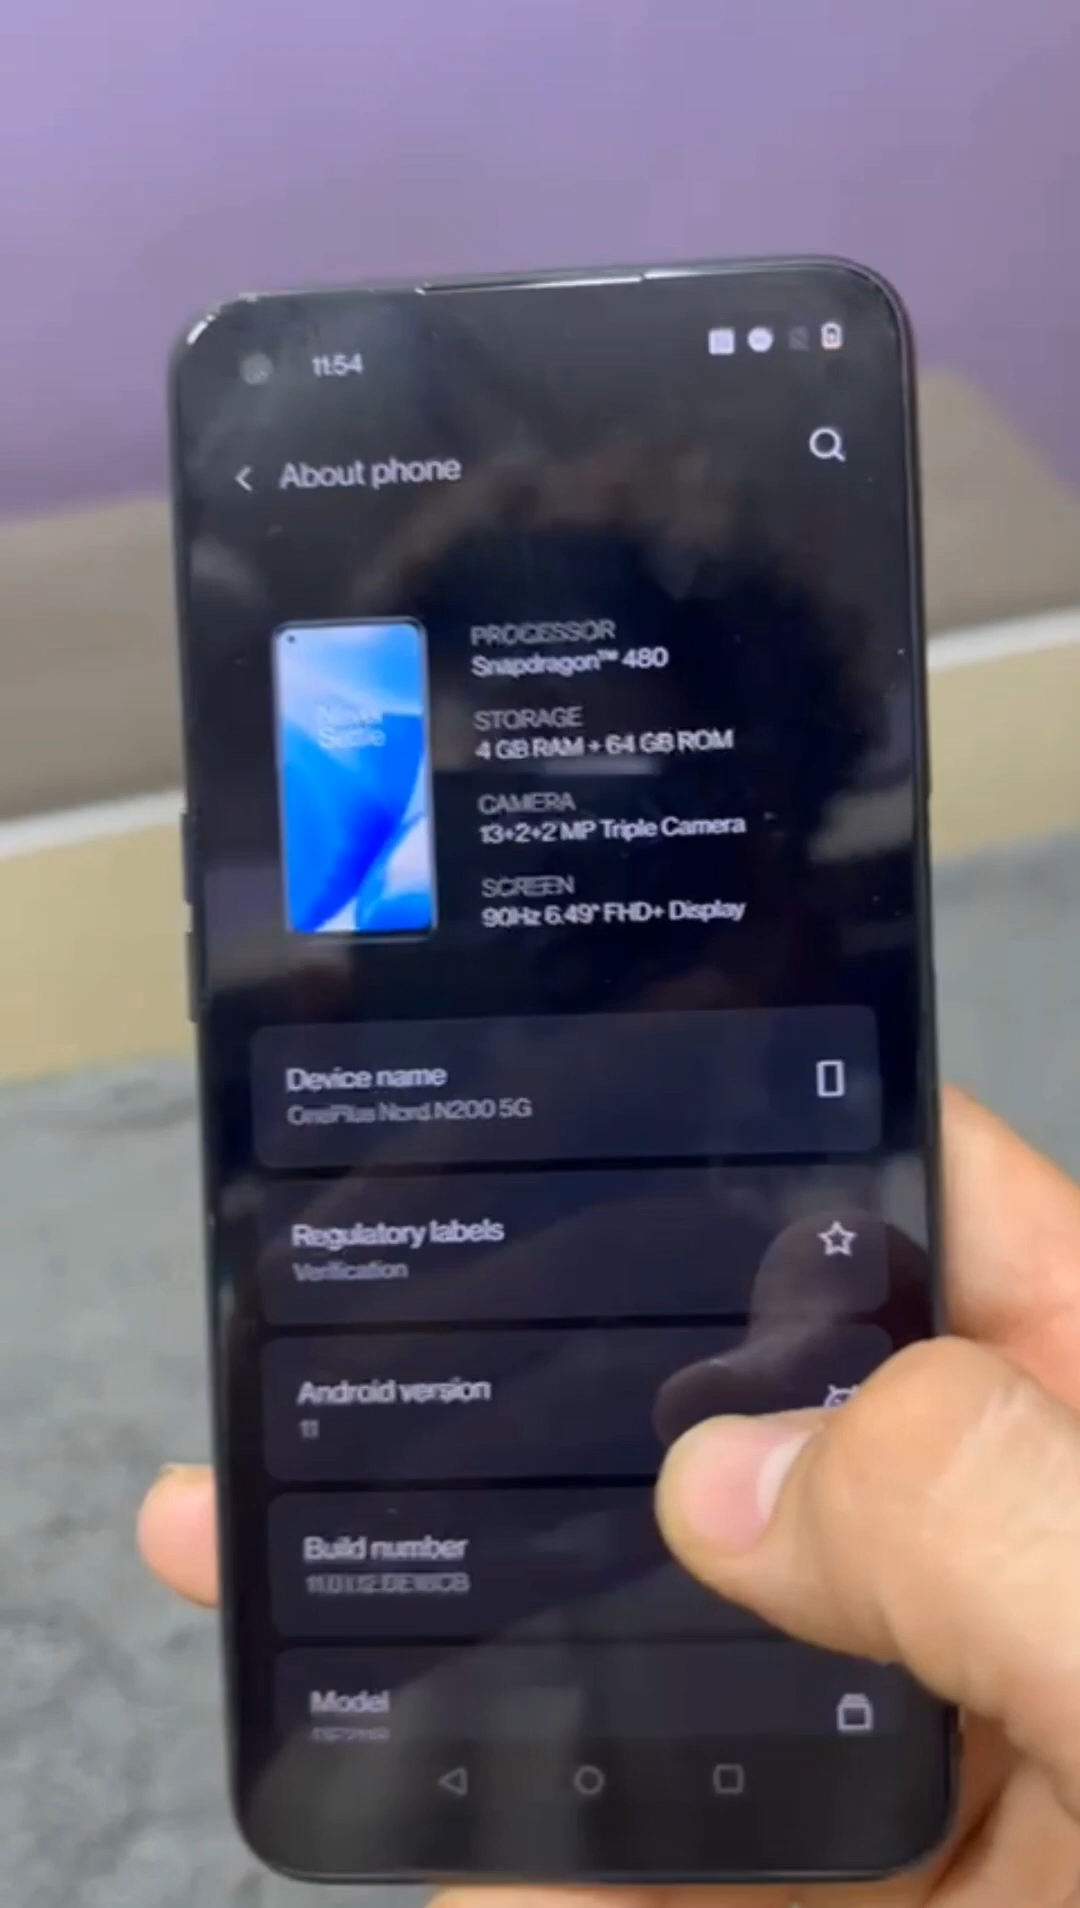 11:54
About phone
PROCESSOR
Snapdragon™ 480
STORAGE
4 GB RAM + 64 GB ROM
CAMERA
13+2+2 MP Triple Camera
SCREEN
90Hz 6.49" FHD+ Display
Device name
OnePlus Nord N200 5G
Regulatory labels
Verification
Android version
11
Build number
Model